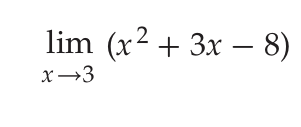 lim (x² + 3x − 8)
x→3